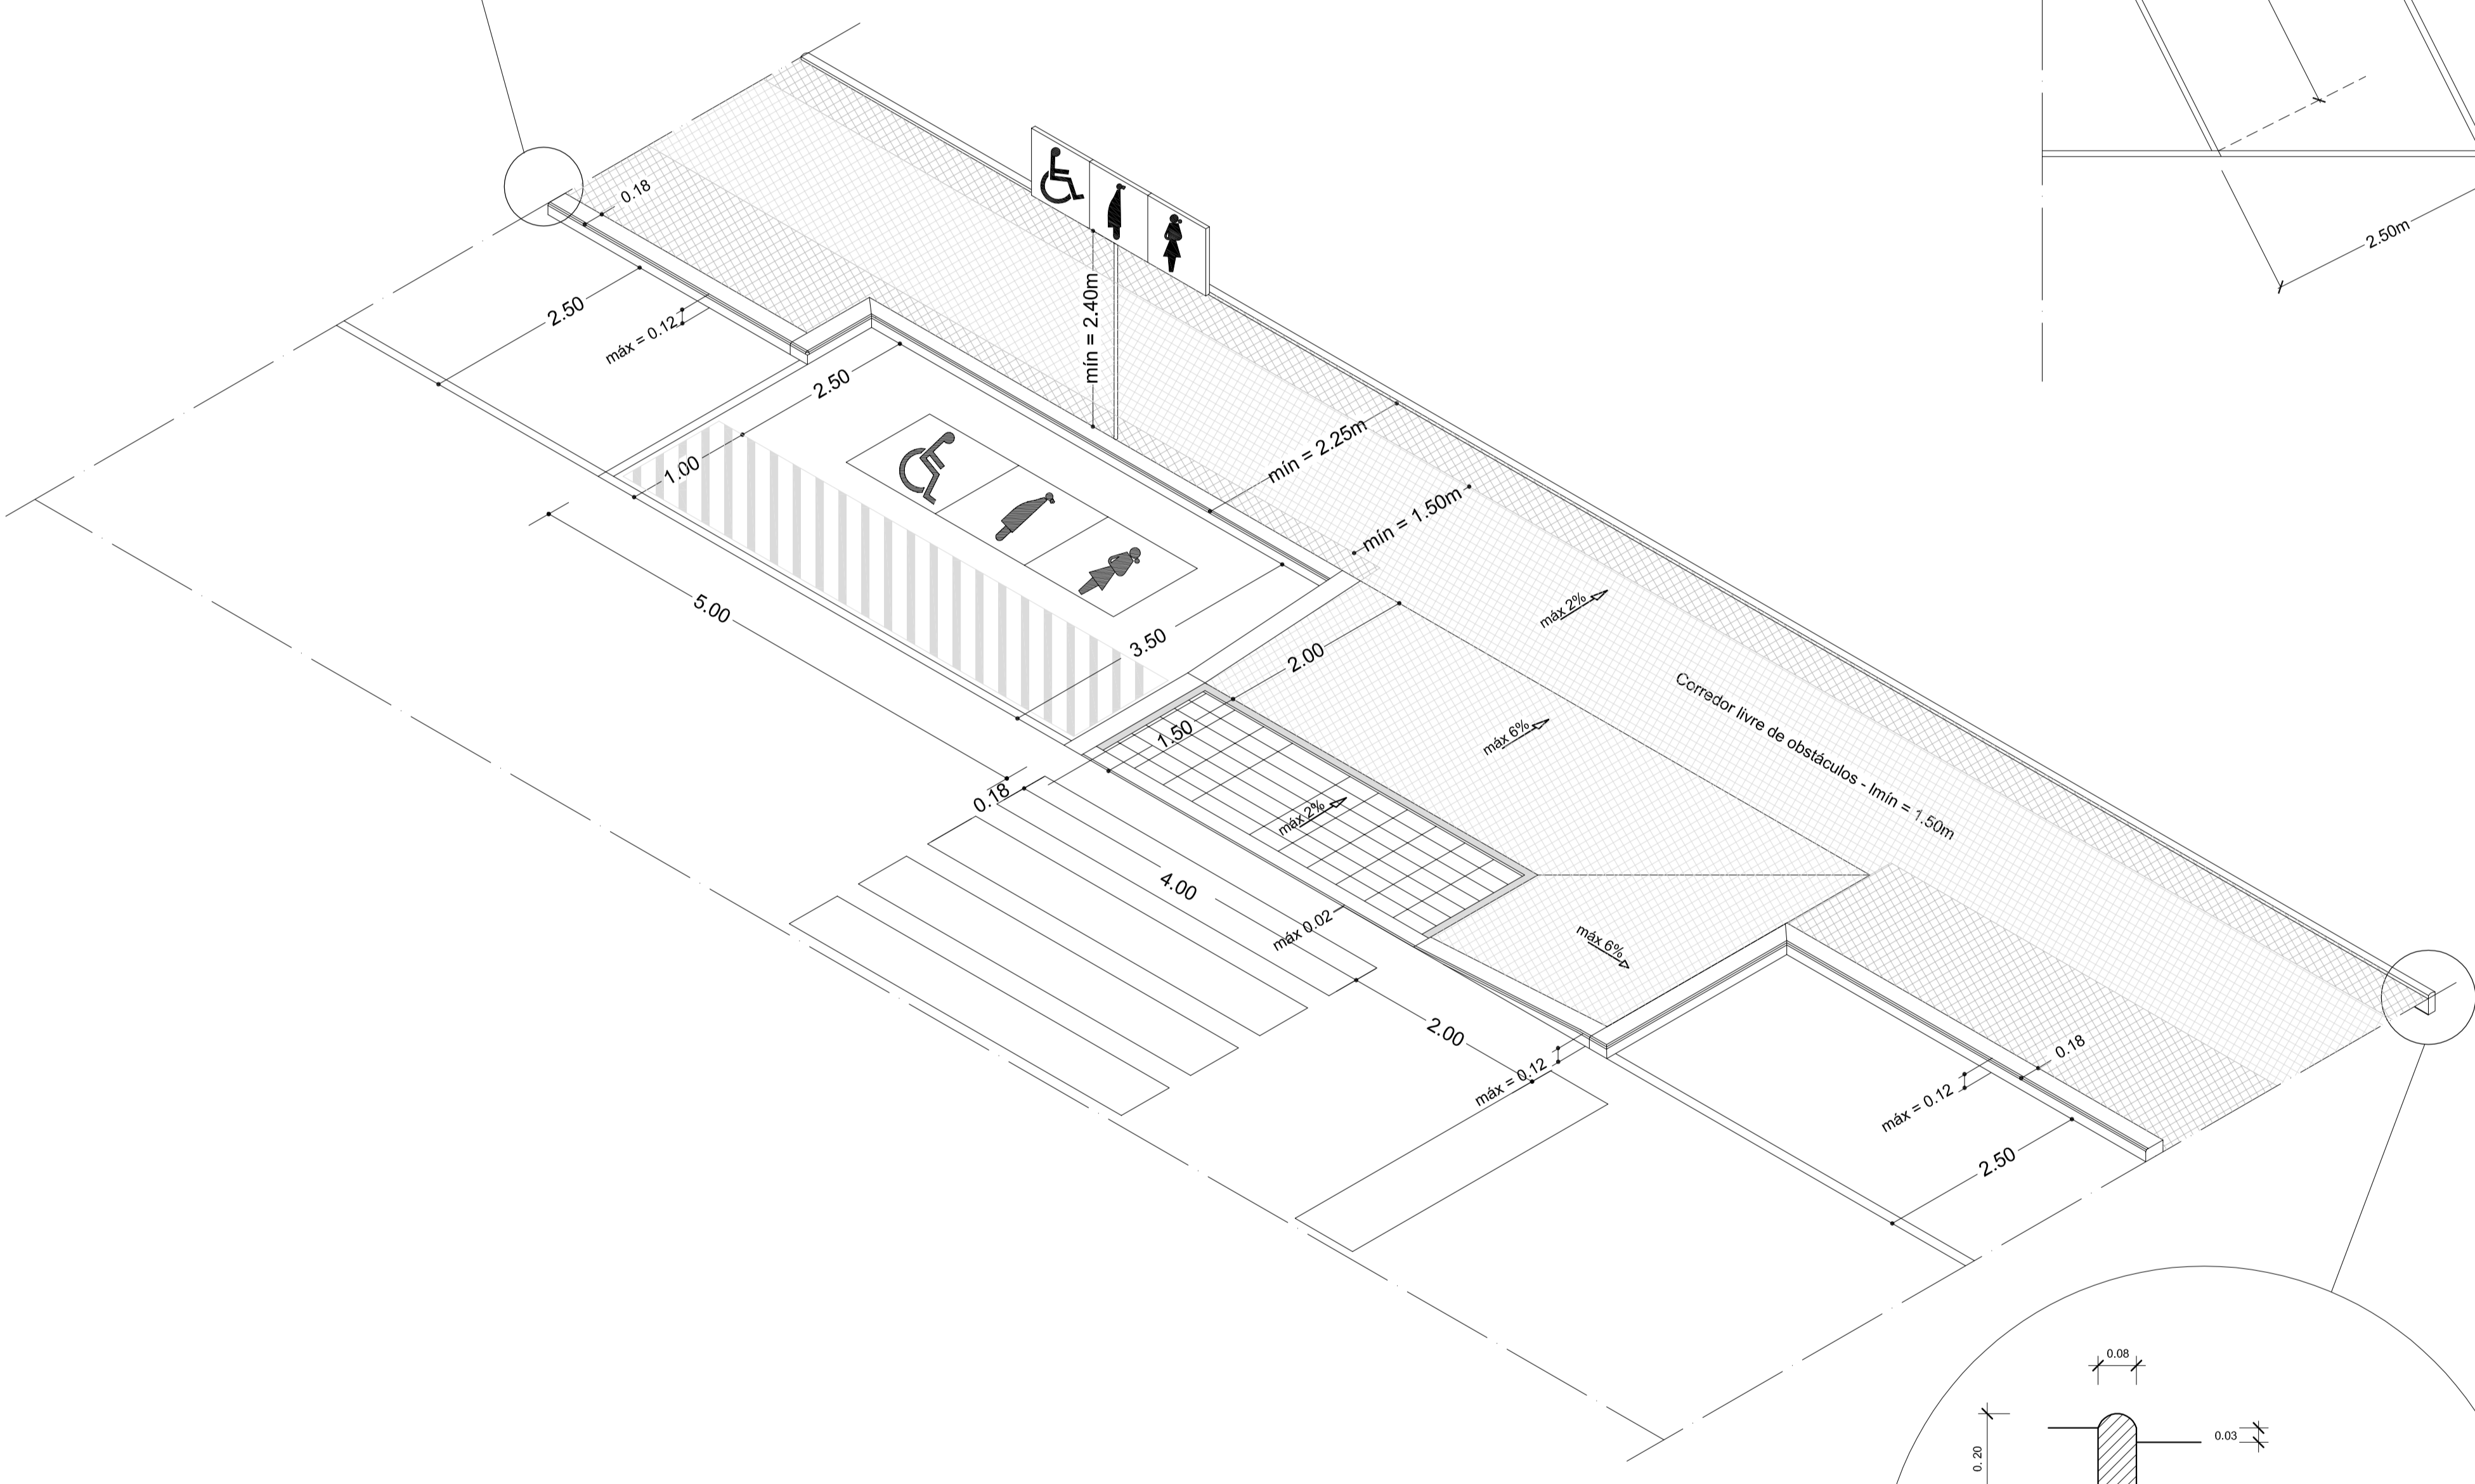 0.18
2.50m
2.50
máx = 0.12
mín = 2.40m
2.50
1.00
mín = 2.25m
mín = 1.50m
5.00
3.50
máx 2%
2.00
Corredor livre de obstáculos - lmín = 1.50m
máx 6%
1.50
0.18
máx 2%
4.00
máx 0.02
máx 6%
2.00
máx = 0.12
0.18
máx = 0.12
2.50
0.08
0.03
0.20